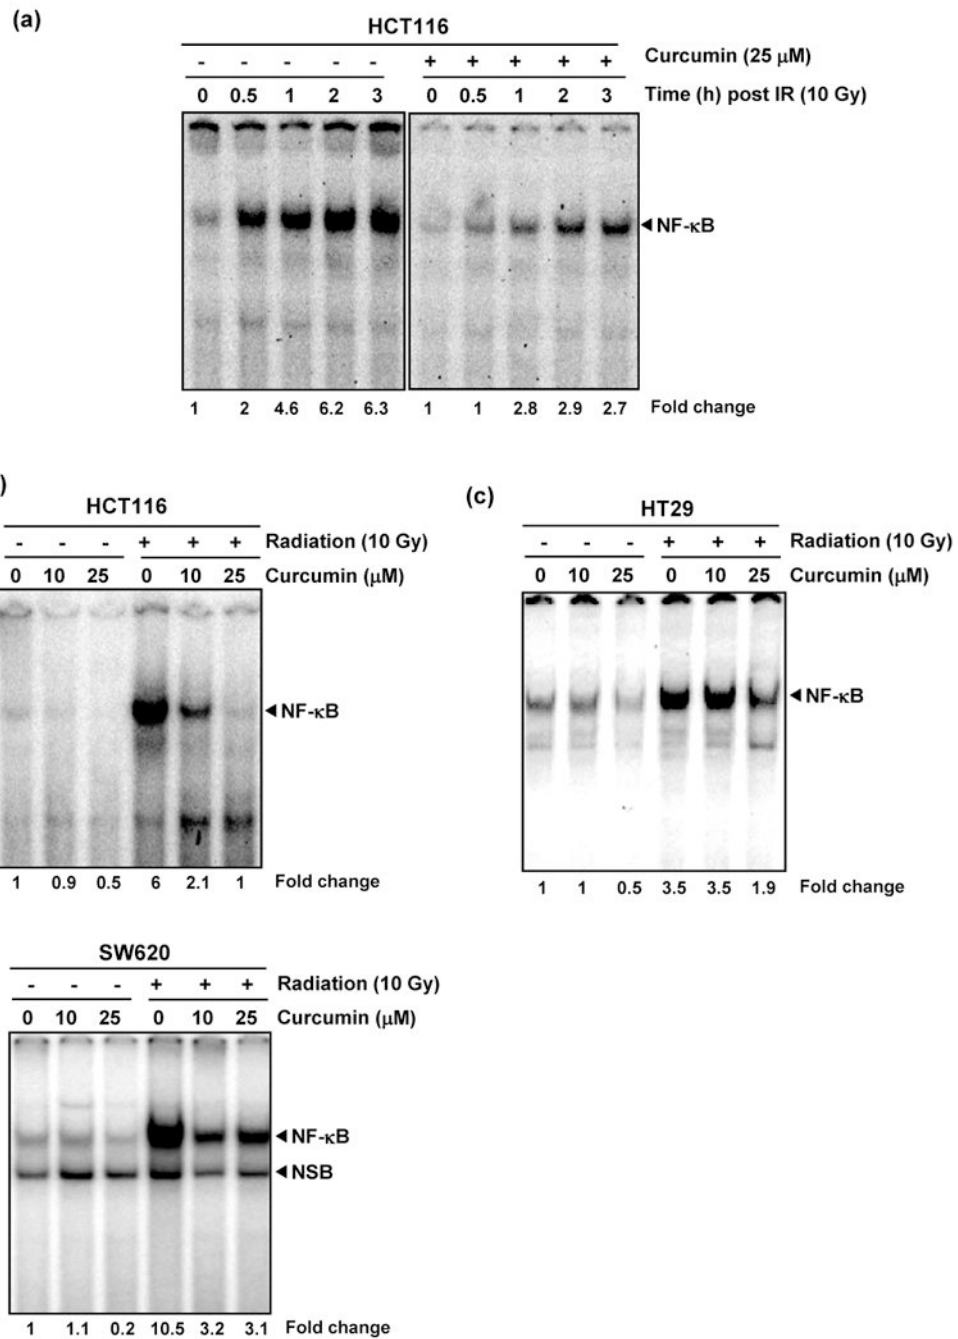 (a)
HCT116
- - - - - + + + + + Curcumin (25 μM)
0 0.5 1 2 3 0 0.5 1 2 3 Time (h) post IR (10 Gy)
NF-κB
1 2 4.6 6.2 6.3 1 1 2.8 2.9 2.7 Fold change
)
HCT116
- - - + + + Radiation (10 Gy)
0 10 25 0 10 25 Curcumin (μM)
NF-κB
1 0.9 0.5 6 2.1 1 Fold change
(c)
HT29
- - - + + + Radiation (10 Gy)
0 10 25 0 10 25 Curcumin (μM)
NF-κB
1 1 0.5 3.5 3.5 1.9 Fold change
SW620
- - - + + + Radiation (10 Gy)
0 10 25 0 10 25 Curcumin (μM)
NF-κB
NSB
1 1.1 0.2 10.5 3.2 3.1 Fold change